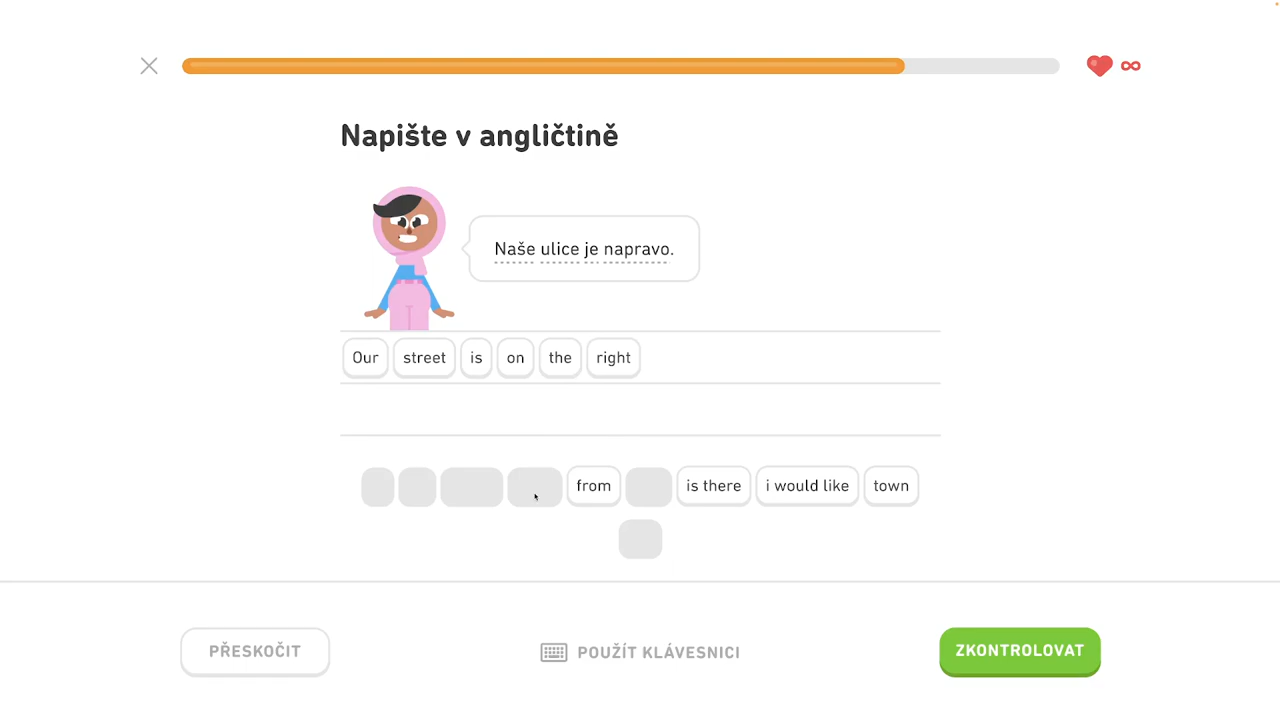 Napište v angličtině
Naše ulice je napravo.
Our street is on the right
from is there i would like town
PŘESKOČIT
POUŽÍT KLÁVESNICI
ZKONTROLOVAT